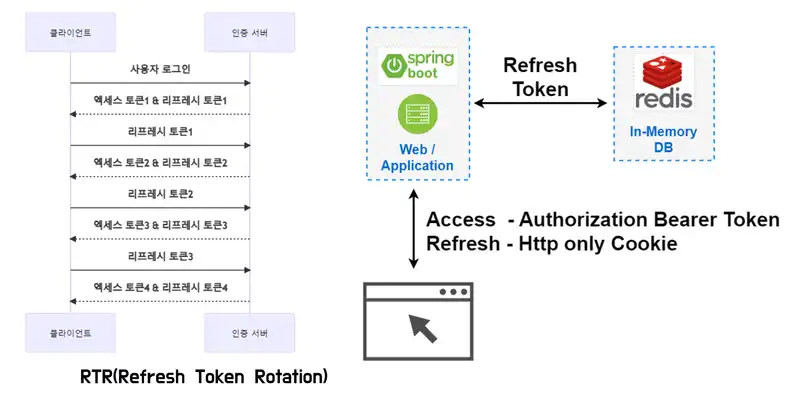 클라이언트
인증 서버
사용자 로그인
엑세스 토큰1 & 리프레시 토큰1
리프레시 토큰1
엑세스 토큰2 & 리프레시 토큰2
리프레시 토큰2
엑세스 토큰3 & 리프레시 토큰3
리프레시 토큰3
엑세스 토큰4 & 리프레시 토큰4
클라이언트
인증 서버
RTR(Refresh Token Rotation)
spring
boot
Web /
Application
Refresh
Token
redis
In-Memory
DB
Access - Authorization Bearer Token
Refresh - Http only Cookie